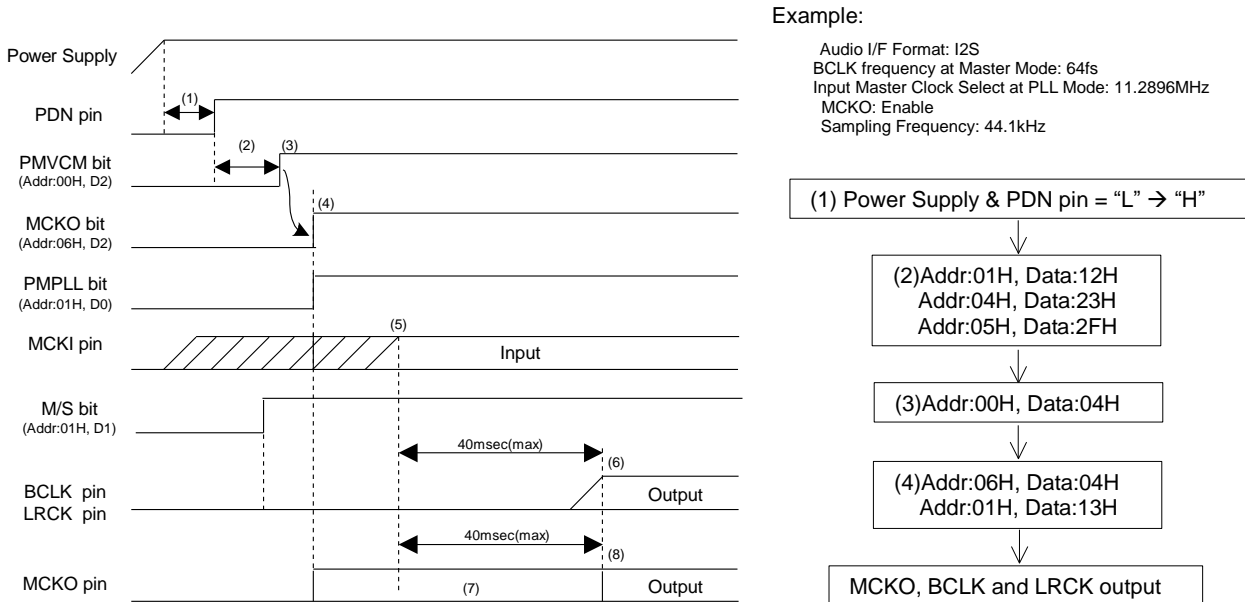 Power Supply
(1)
PDN pin
(2)
(3)
PMVCM bit
(Addr:00H, D2)
(4)
MCKO bit
(Addr:06H, D2)
PMPLL bit
(Addr:01H, D0)
(5)
MCKI pin
Input
M/S bit
(Addr:01H, D1)
40msec(max)
(6)
BCLK pin
LRCK pin
Output
40msec(max)
(8)
MCKO pin
(7)
Output
Example:
Audio I/F Format: I2S
BCLK frequency at Master Mode: 64fs
Input Master Clock Select at PLL Mode: 11.2896MHz
MCKO: Enable
Sampling Frequency: 44.1kHz
(1) Power Supply & PDN pin = “L” → “H”
(2)Addr:01H, Data:12H
Addr:04H, Data:23H
Addr:05H, Data:2FH
(3)Addr:00H, Data:04H
(4)Addr:06H, Data:04H
Addr:01H, Data:13H
MCKO, BCLK and LRCK output